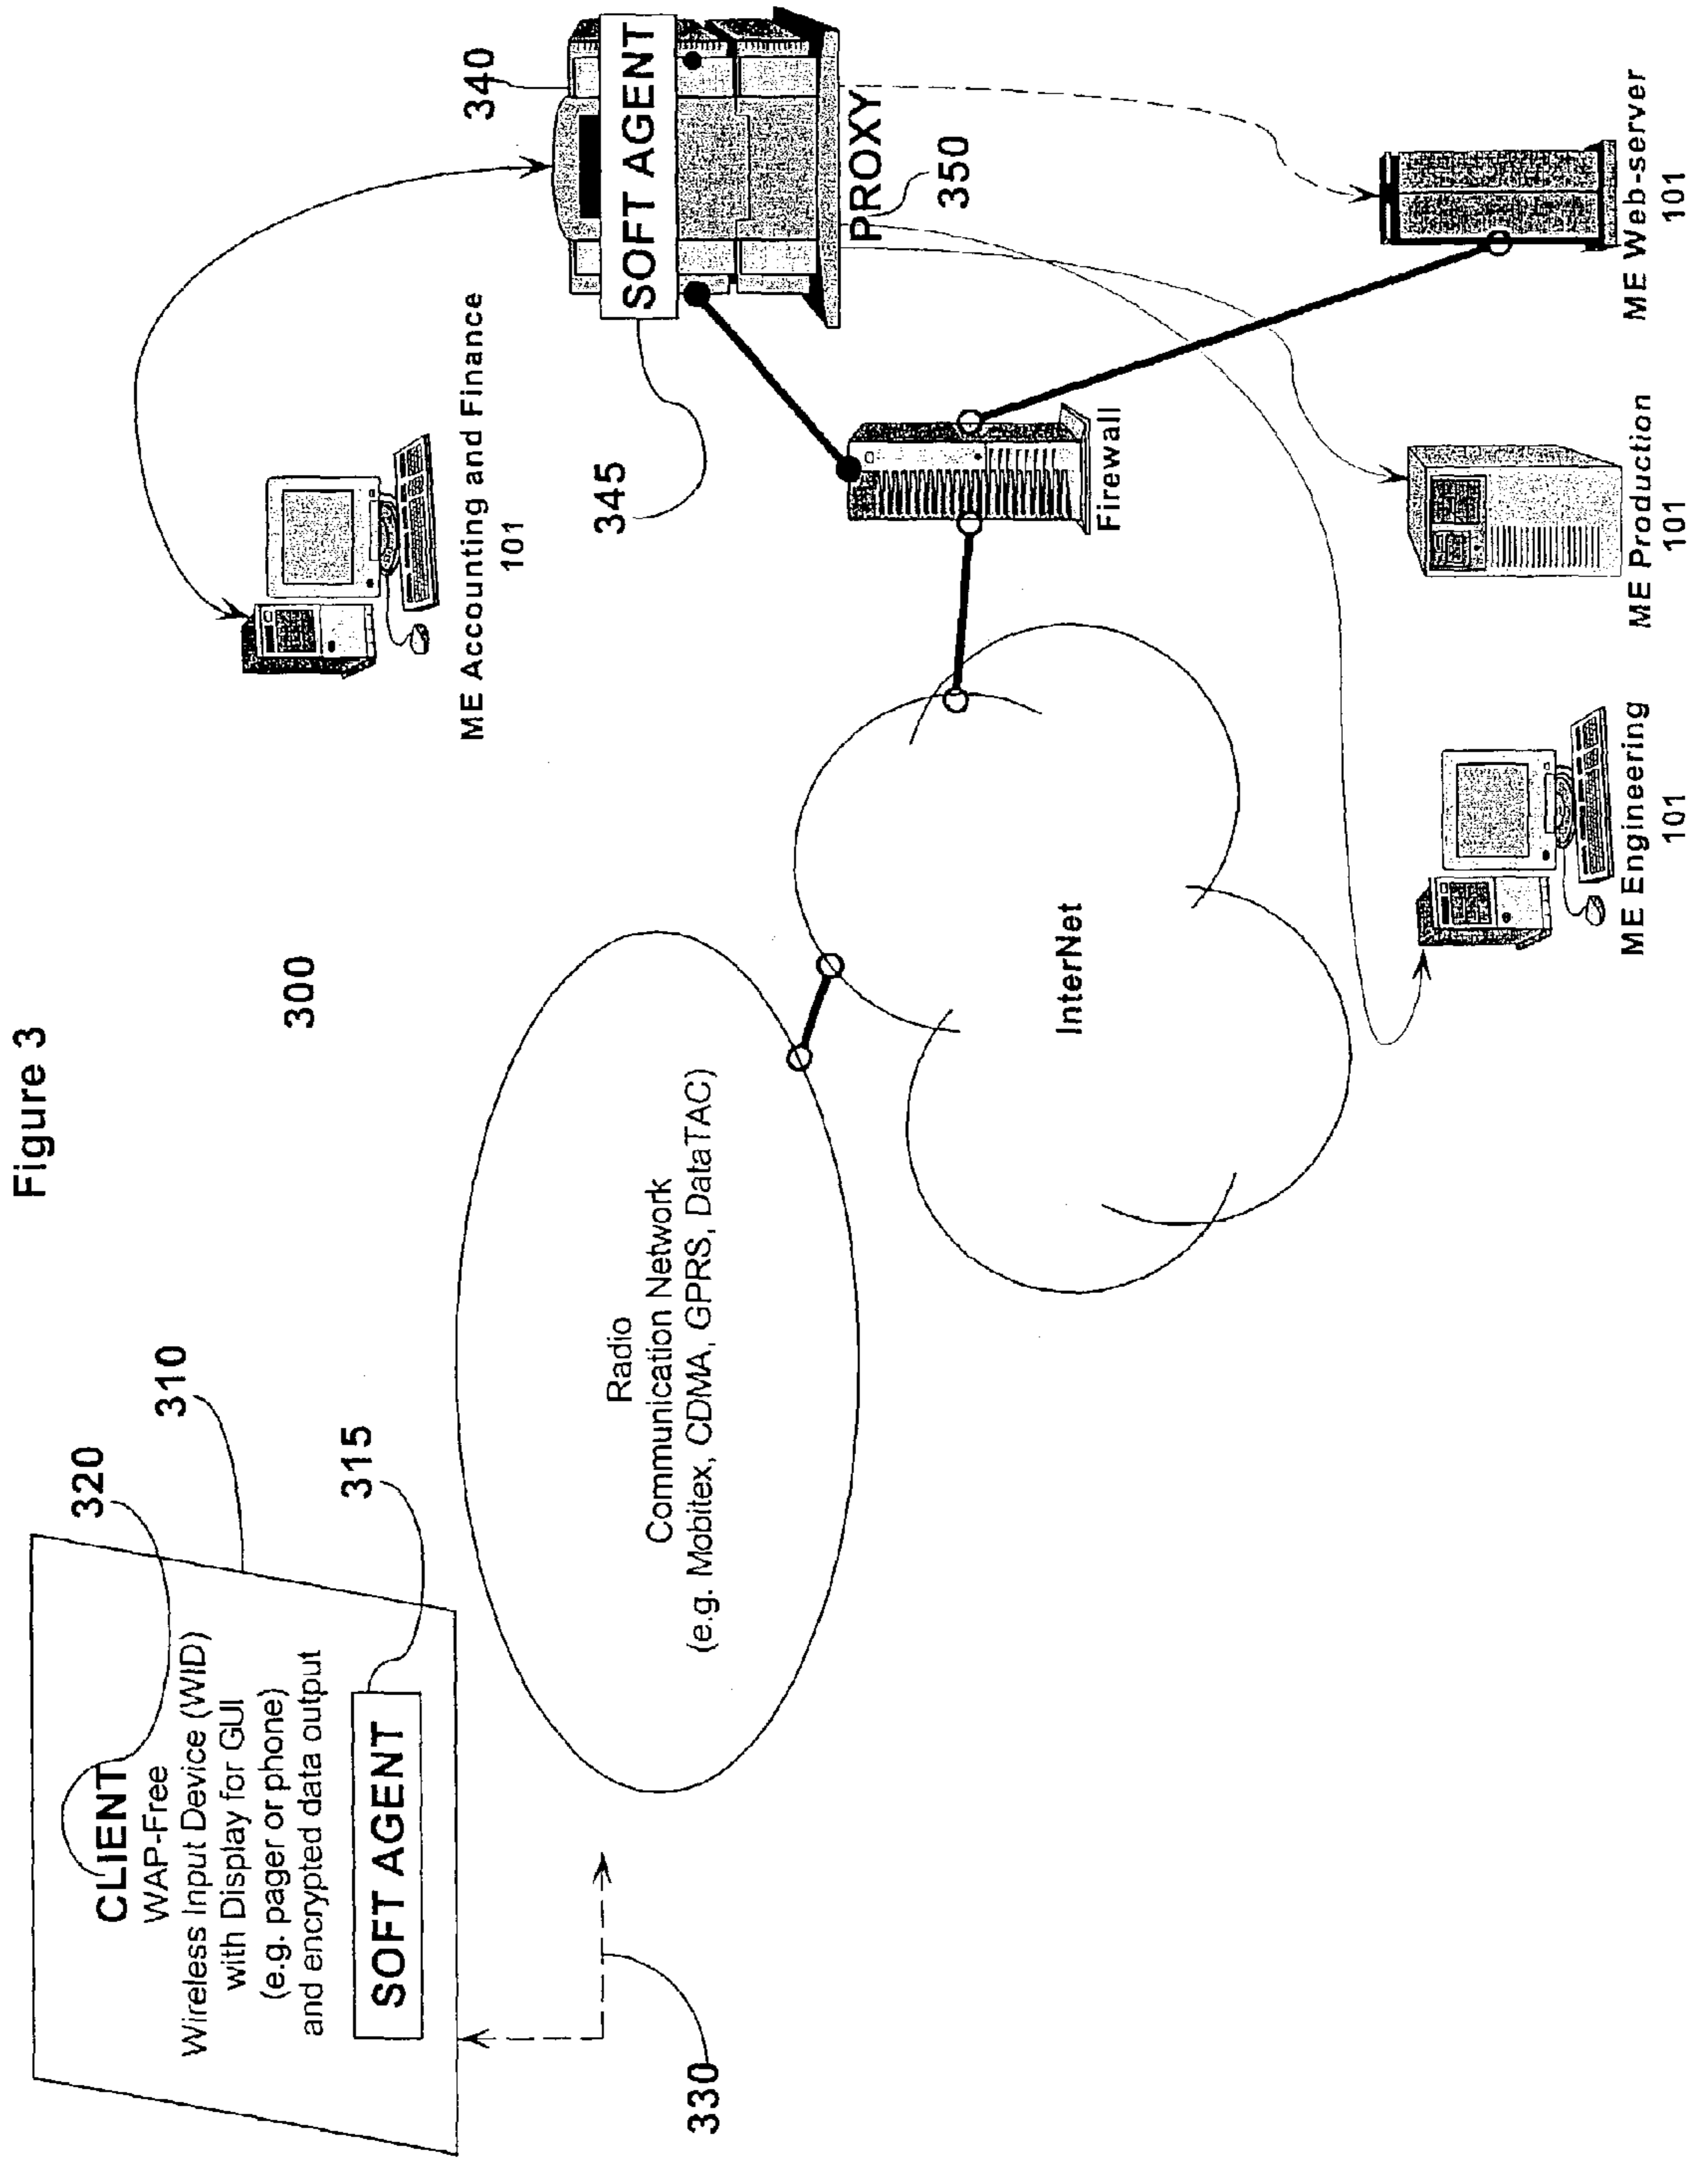 Figure 3
300
320
310
315
CLIENT
WAP-Free
Wireless Input Device (WID)
with Display for GUI
(e.g. pager or phone)
and encrypted data output
SOFT AGENT
330
Radio
Communication Network
(e.g. Mobitex, CDMA, GPRS, DataTAC)
InterNet
ME Accounting and Finance
101
340
SOFT AGENT
345
PROXY
350
Firewall
ME Engineering
101
ME Production
101
ME Web-server
101